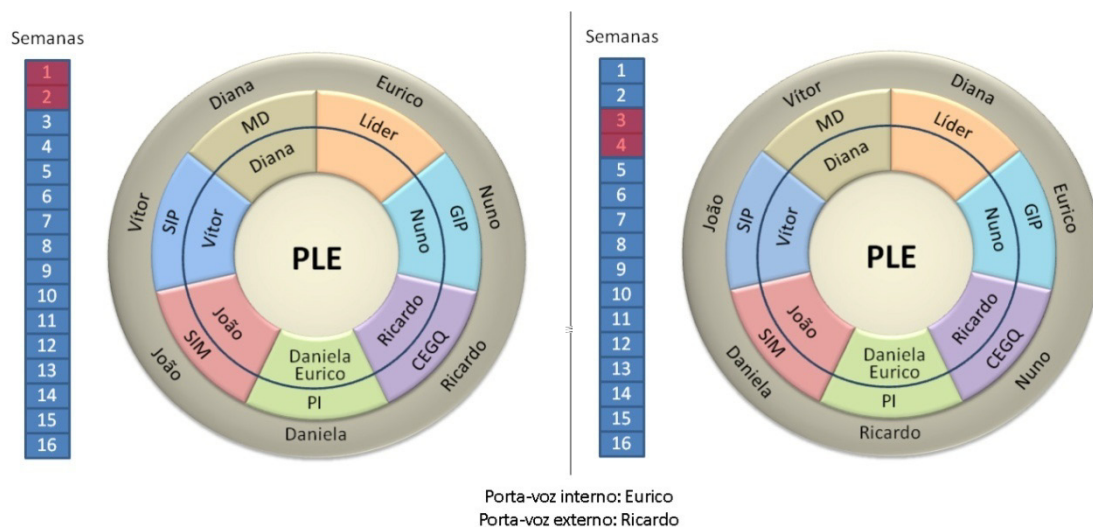 Semanas
1
2
3
4
5
6
7
8
9
10
11
12
13
14
15
16
Diana
Eurico
Nuno
Ricardo
Daniela
João
Vítor
MD
Líder
GIP
CEGQ
PI
SIM
SIP
Diana
Nuno
Ricardo
Daniela
Eurico
João
Vítor
PLE
Semanas
1
2
3
4
5
6
7
8
9
10
11
12
13
14
15
16
Vítor
Diana
Eurico
Nuno
Ricardo
Daniela
João
MD
Líder
GIP
CEGQ
PI
SIM
SIP
Diana
Nuno
Ricardo
Daniela
Eurico
João
Vítor
PLE
Porta-voz interno: Eurico
Porta-voz externo: Ricardo